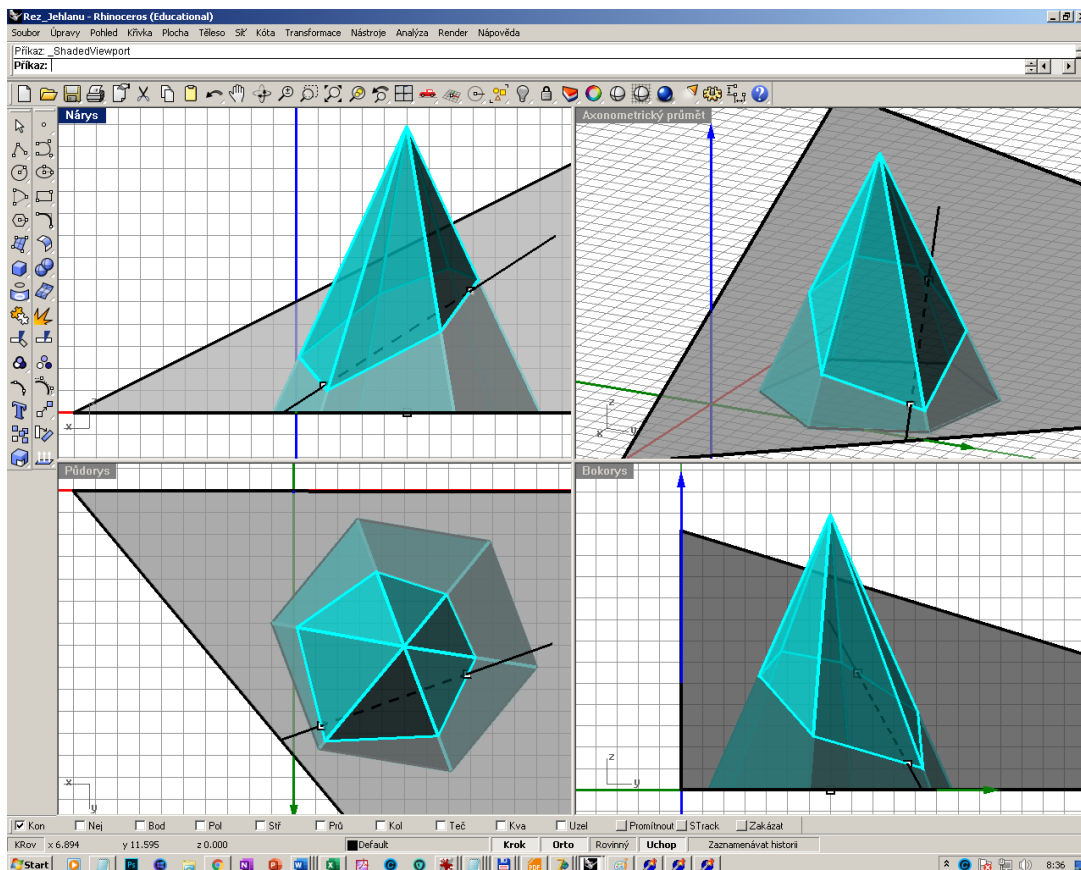 Rez_Jehlanu - Rhinoceros (Educational)
Soubor Úpravy Pohled Křivka Plocha Těleso Síť Kóta Transformace Nástroje Analýza Render Nápověda
Příkaz: _ShadedViewport
Příkaz:
Nárys
Axonometrický průmět
z
x
z
x y
Půdorys
Bokorys
x
y
z
y
Kon Nej Bod Pol Stř Prů Kol Teč Kva Uzel Promítnout STrack Zakázat
KRov x 6.894 y 11.595 z 0.000 Default Krok Orto Rovinný Uchop Zaznamenávat historii
Start 8:36